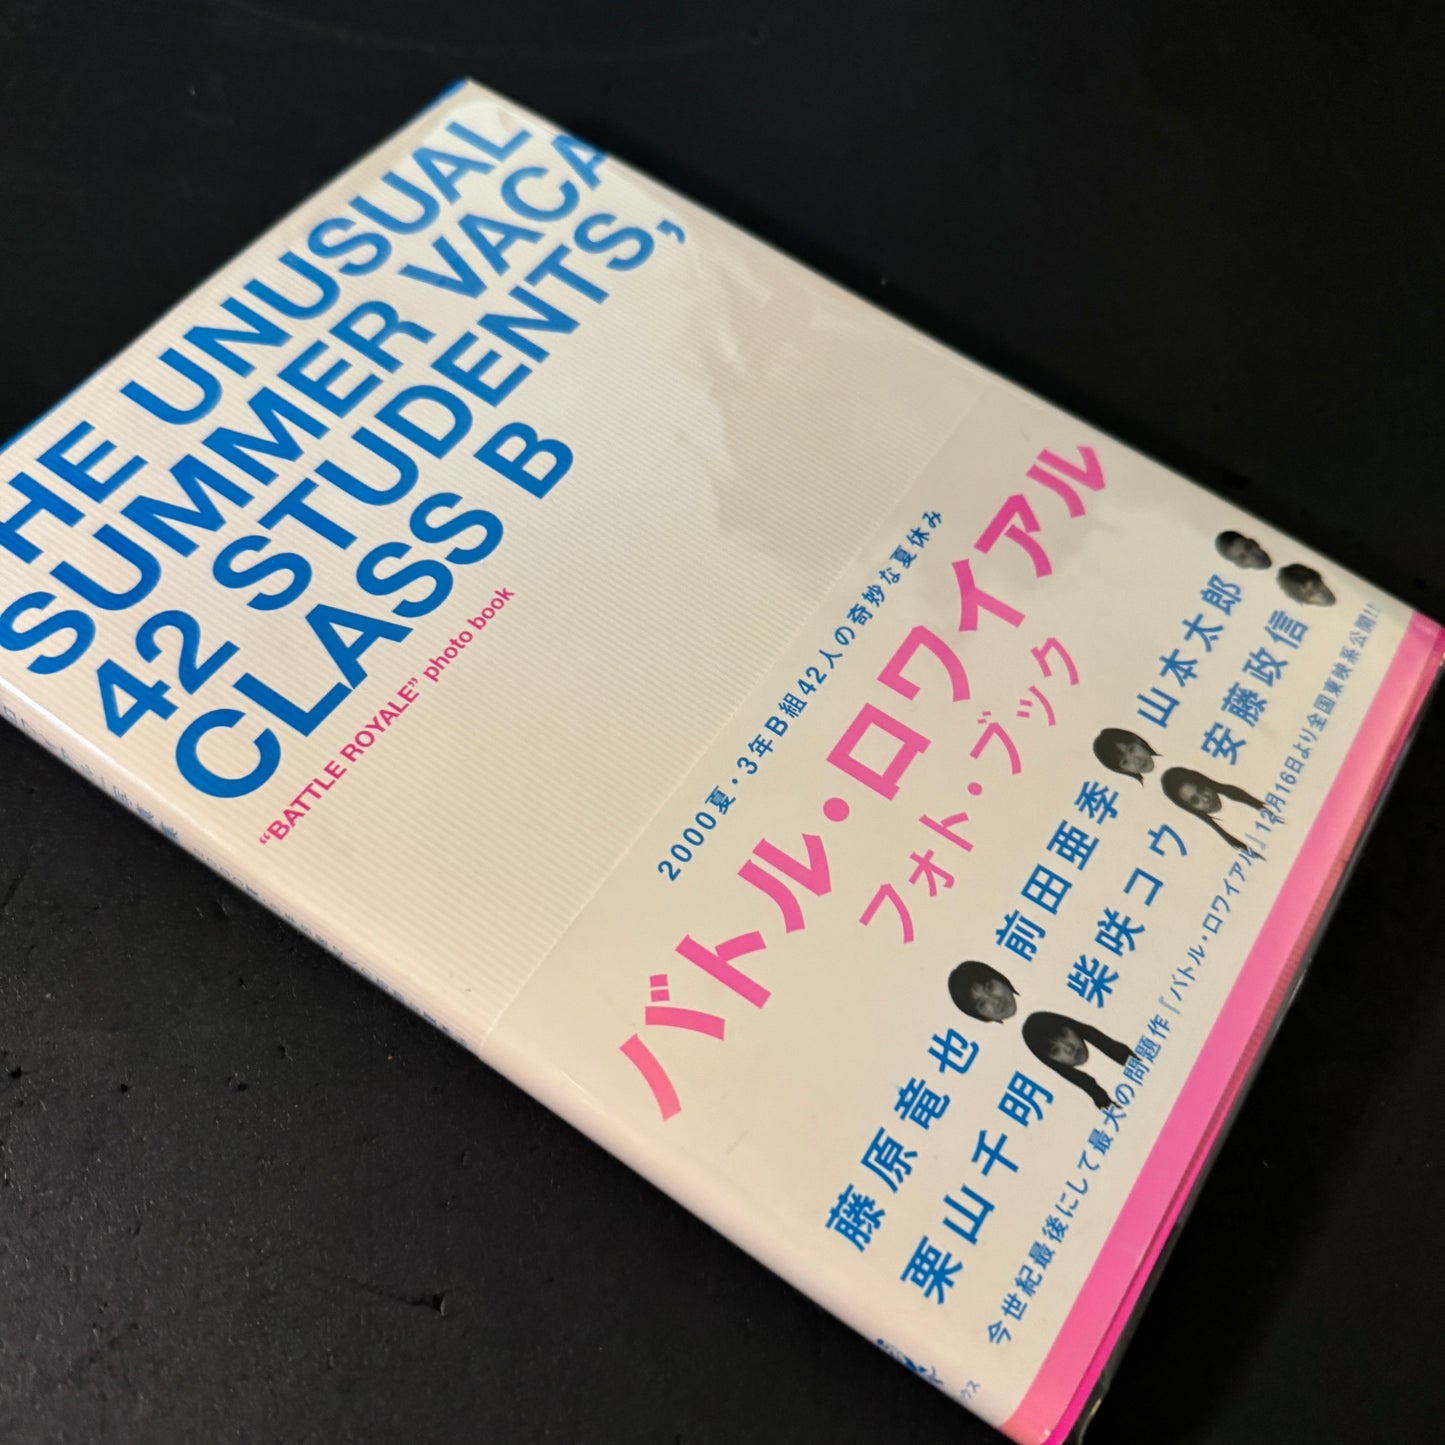 HE UNUSUAL
SUMMER VACA
42 STUDENTS,
CLASS B
“BATTLE ROYALE” photo book
2000夏・3年B組42人の奇妙な夏休み
バトル・ロワイアル
フォト・ブック
藤原竜也 前田亜季 山本太郎
栗山千明 柴咲コウ 安藤政信
今世紀最後にして最大の問題作『バトル・ロワイアル』12月16日より全国東映系公開!!